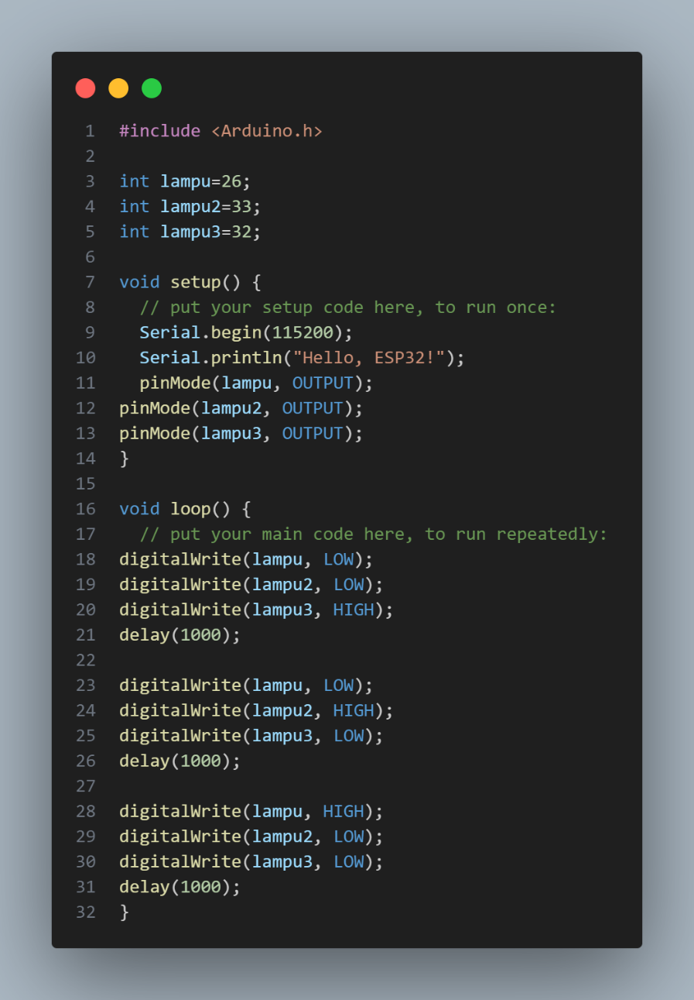 1 #include <Arduino.h>
2
3 int lampu=26;
4 int lampu2=33;
5 int lampu3=32;
6
7 void setup() {
8   // put your setup code here, to run once:
9   Serial.begin(115200);
10   Serial.println("Hello, ESP32!");
11   pinMode(lampu, OUTPUT);
12 pinMode(lampu2, OUTPUT);
13 pinMode(lampu3, OUTPUT);
14 }
15
16 void loop() {
17   // put your main code here, to run repeatedly:
18 digitalWrite(lampu, LOW);
19 digitalWrite(lampu2, LOW);
20 digitalWrite(lampu3, HIGH);
21 delay(1000);
22
23 digitalWrite(lampu, LOW);
24 digitalWrite(lampu2, HIGH);
25 digitalWrite(lampu3, LOW);
26 delay(1000);
27
28 digitalWrite(lampu, HIGH);
29 digitalWrite(lampu2, LOW);
30 digitalWrite(lampu3, LOW);
31 delay(1000);
32 }